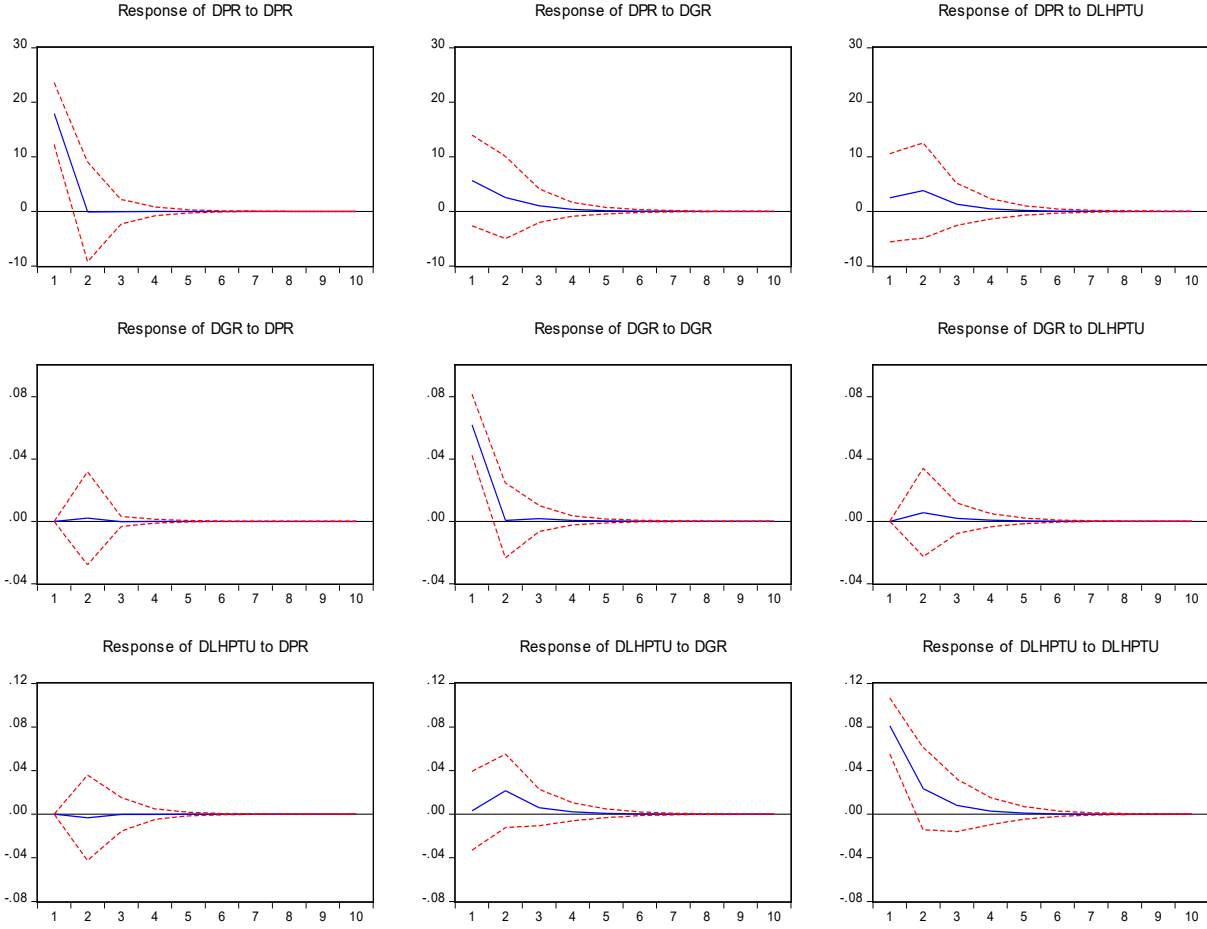 Response of DPR to DPR
30
20
10
0
-10
1 2 3 4 5 6 7 8 9 10
Response of DPR to DGR
30
20
10
0
-10
1 2 3 4 5 6 7 8 9 10
Response of DPR to DLHPTU
30
20
10
0
-10
1 2 3 4 5 6 7 8 9 10
Response of DGR to DPR
.08
.04
.00
-.04
1 2 3 4 5 6 7 8 9 10
Response of DGR to DGR
.08
.04
.00
-.04
1 2 3 4 5 6 7 8 9 10
Response of DGR to DLHPTU
.08
.04
.00
-.04
1 2 3 4 5 6 7 8 9 10
Response of DLHPTU to DPR
.12
.08
.04
.00
-.04
-.08
1 2 3 4 5 6 7 8 9 10
Response of DLHPTU to DGR
.12
.08
.04
.00
-.04
-.08
1 2 3 4 5 6 7 8 9 10
Response of DLHPTU to DLHPTU
.12
.08
.04
.00
-.04
-.08
1 2 3 4 5 6 7 8 9 10